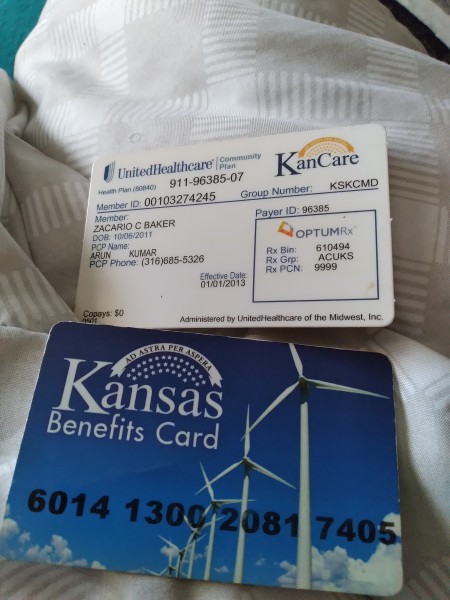 UnitedHealthcare | Community Plan
KanCare
Health Plan (80840) 911-96385-07
Member ID: 00103274245 Group Number: KSKCMD
Member:
ZACARIO C BAKER
DOB: 10/06/2011
PCP Name:
ARUN KUMAR
PCP Phone: (316)685-5326
Payer ID: 96385
OPTUMRx
Rx Bin: 610494
Rx Grp: ACUKS
Rx PCN: 9999
Effective Date:
01/01/2013
Copays: $0
Administered by UnitedHealthcare of the Midwest, Inc.
AD ASTRA PER ASPERA
Kansas
Benefits Card
6014 1300 2081 7405